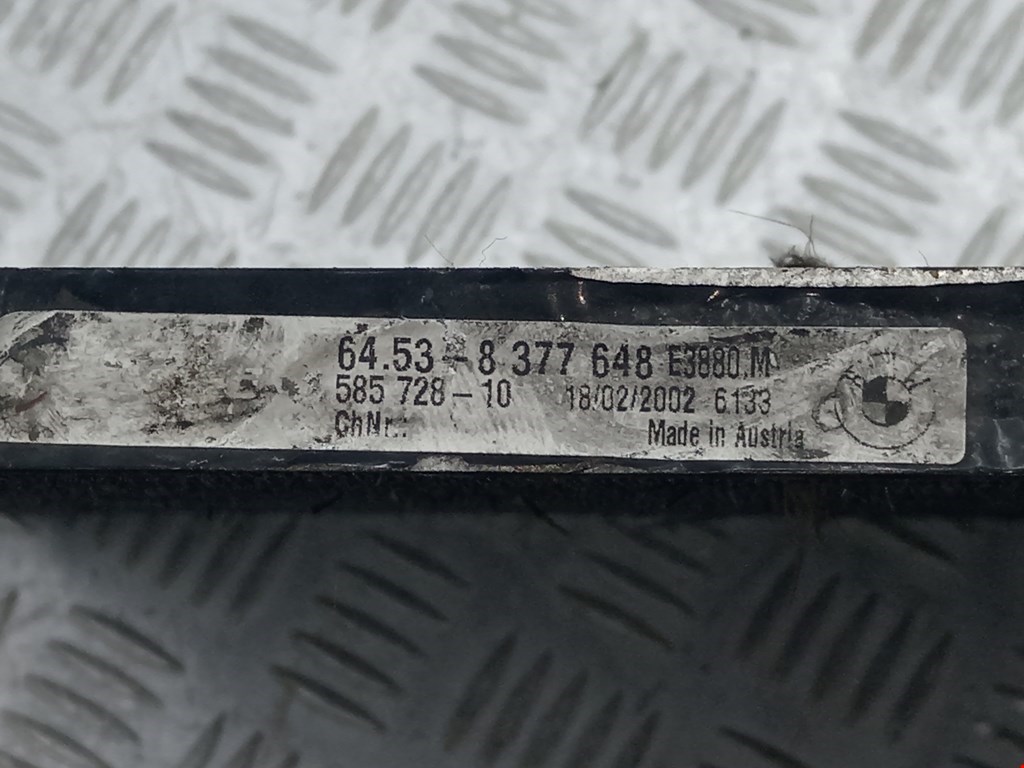 64.53-8 377 648 E3880.M
585 728-10 18/02/2002 6133
ChNr.: Made in Austria